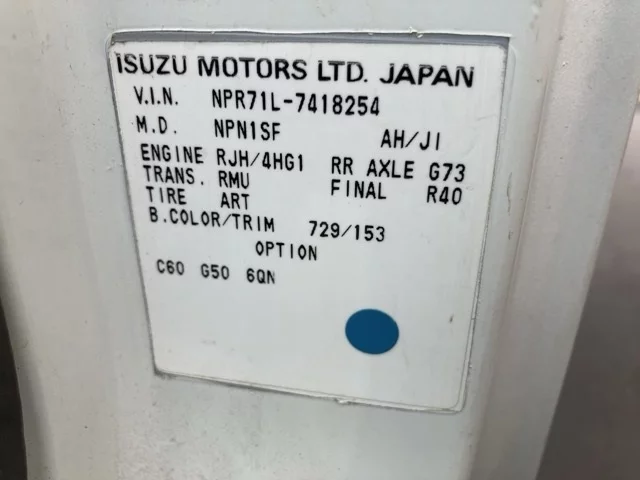 ISUZU MOTORS LTD. JAPAN
V.I.N. NPR71L-7418254
M.D. NPN1SF AH/JI
ENGINE RJH/4HG1 RR AXLE G73
TRANS. RMU FINAL R40
TIRE ART
B.COLOR/TRIM 729/153
OPTION
C60 G50 6QN